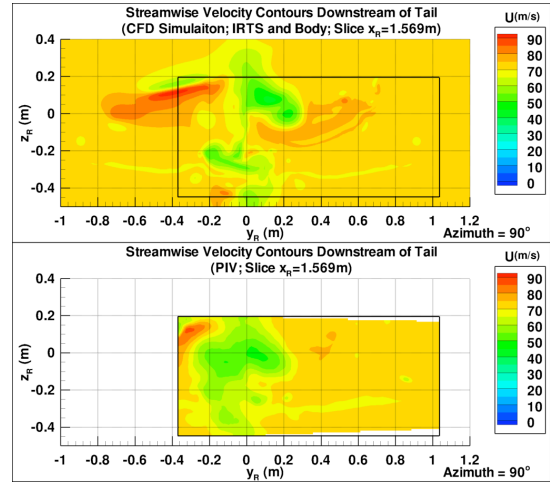 Streamwise Velocity Contours Downstream of Tail
(CFD Simulaiton; IRTS and Body; Slice xR=1.569m)
U(m/s)
90
80
70
60
50
40
30
20
10
0
0.4
0.2
0
-0.2
-0.4
zR (m)
-1 -0.8 -0.6 -0.4 -0.2 0 0.2 0.4 0.6 0.8 1 1.2
yR (m)
Azimuth = 90°
Streamwise Velocity Contours Downstream of Tail
(PIV; Slice xR=1.569m)
U(m/s)
90
80
70
60
50
40
30
20
10
0
0.4
0.2
0
-0.2
-0.4
zR (m)
-1 -0.8 -0.6 -0.4 -0.2 0 0.2 0.4 0.6 0.8 1 1.2
yR (m)
Azimuth = 90°